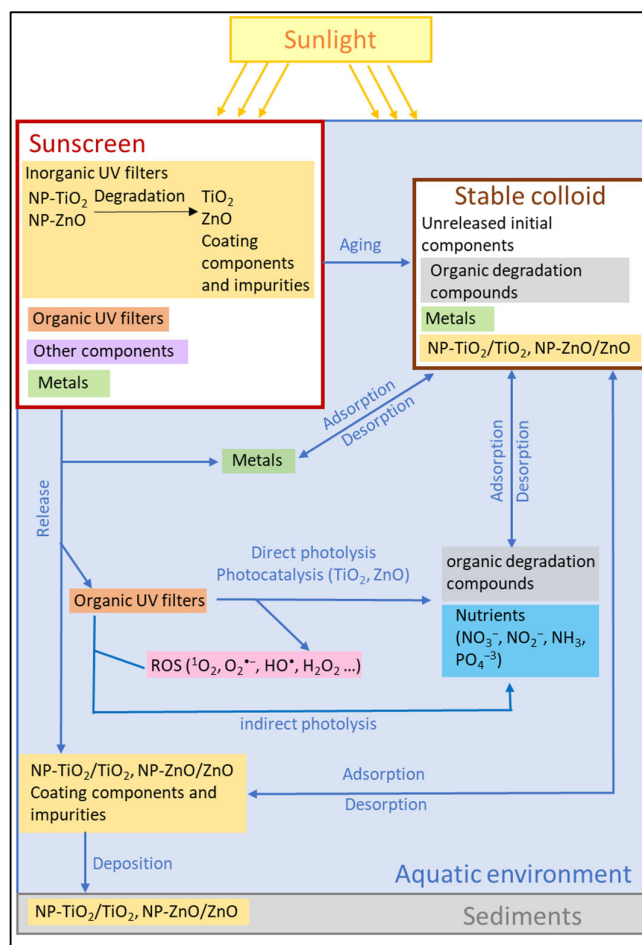 Sunlight
Sunscreen
Inorganic UV filters
NP-TiO₂ Degradation TiO₂
NP-ZnO ZnO
Coating
components
and impurities
Organic UV filters
Other components
Metals
Aging
Stable colloid
Unreleased initial
components
Organic degradation
compounds
Metals
NP-TiO₂/TiO₂, NP-ZnO/ZnO
Adsorption
Desorption
Metals
Adsorption
Desorption
Release
Direct photolysis
Photocatalysis (TiO₂, ZnO)
Organic UV filters
organic degradation
compounds
Nutrients
(NO₃⁻, NO₂⁻, NH₃,
PO₄⁻³)
ROS (¹O₂, O₂•⁻, HO•, H₂O₂ ...)
indirect photolysis
NP-TiO₂/TiO₂, NP-ZnO/ZnO
Coating components and
impurities
Adsorption
Desorption
Deposition
Aquatic environment
NP-TiO₂/TiO₂, NP-ZnO/ZnO
Sediments